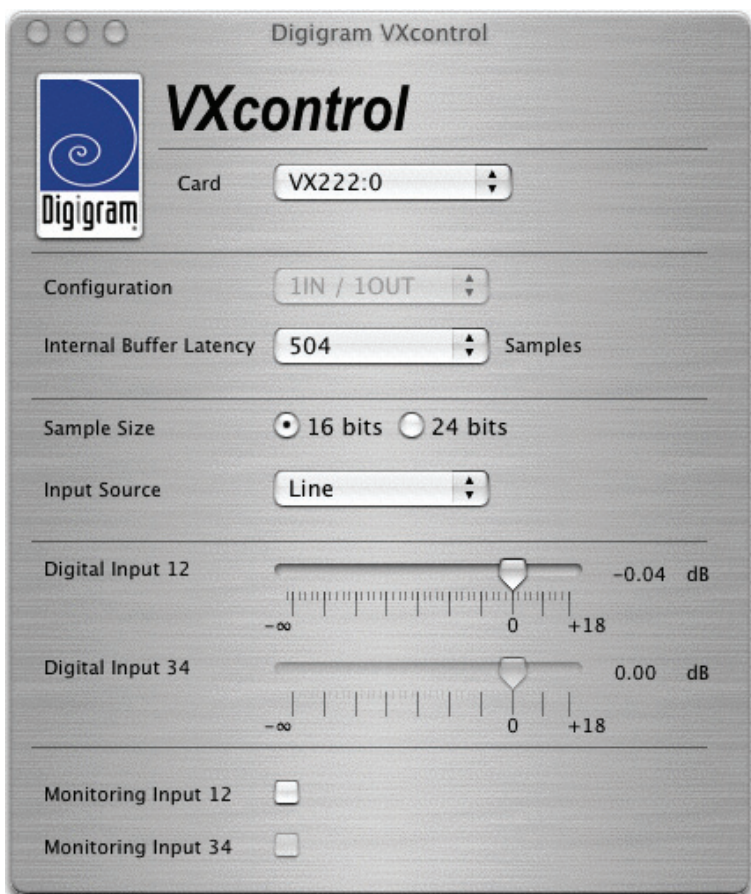 Digigram VXcontrol
VXcontrol
Digigram
Card VX222:0
Configuration 1IN / 1OUT
Internal Buffer Latency 504 Samples
Sample Size 16 bits 24 bits
Input Source Line
Digital Input 12 -0.04 dB
-∞ 0 +18
Digital Input 34 0.00 dB
-∞ 0 +18
Monitoring Input 12
Monitoring Input 34